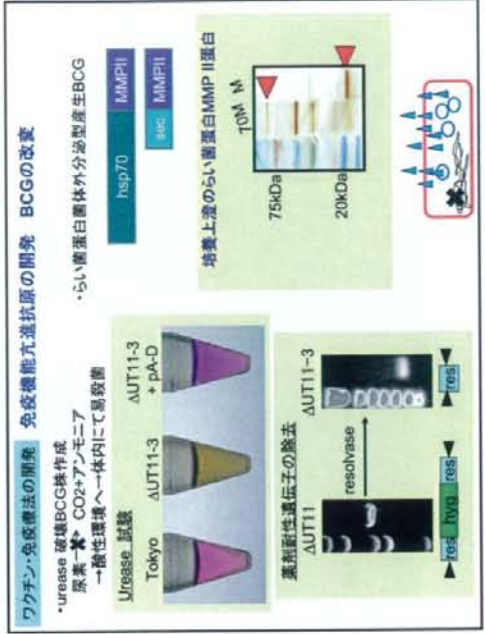 ワクチン・免疫療法の開発 免疫機能亢進抗原の開発 BCGの改変
・urease 破壊BCG株作成
尿素 → CO2+アンモニア
→酸性環境へ→体内にて易殺菌
Urease 試験
Tokyo
ΔUT11-3
ΔUT11-3
+ pA-D
薬剤耐性遺伝子の除去
ΔUT11
resolvase
ΔUT11-3
res
hyg
res
res
・らい菌蛋白菌体外分泌型産生BCG
hsp70
MMPII
sec
MMPII
培養上澄のらい菌蛋白MMP II蛋白
70M
M
75kDa
20kDa